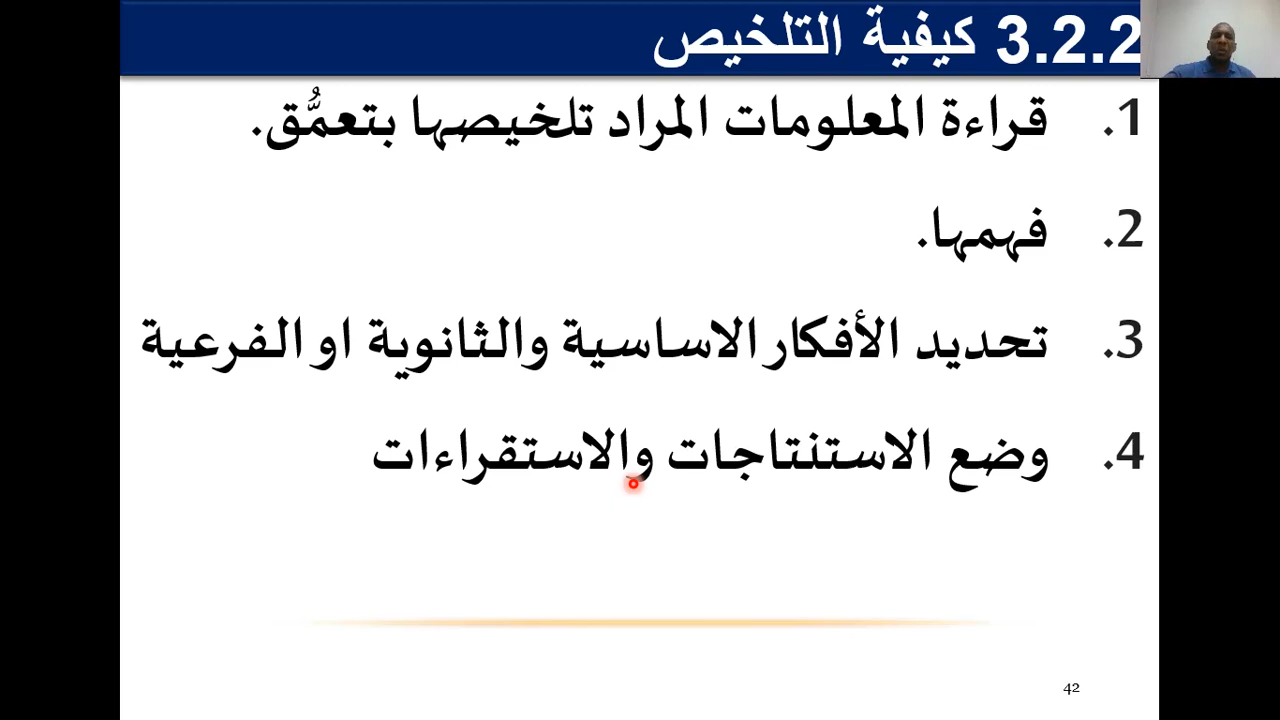 3.2.2 كيفية التلخيص
1. قراءة المعلومات المراد تلخيصها بتعمُّق.
2. فهمها.
3. تحديد الأفكار الاساسية والثانوية او الفرعية
4. وضع الاستنتاجات والاستقراءات
42